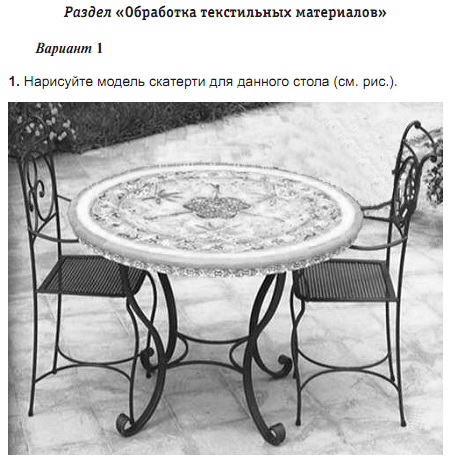 Раздел «Обработка текстильных материалов»
Вариант 1
1. Нарисуйте модель скатерти для данного стола (см. рис.).